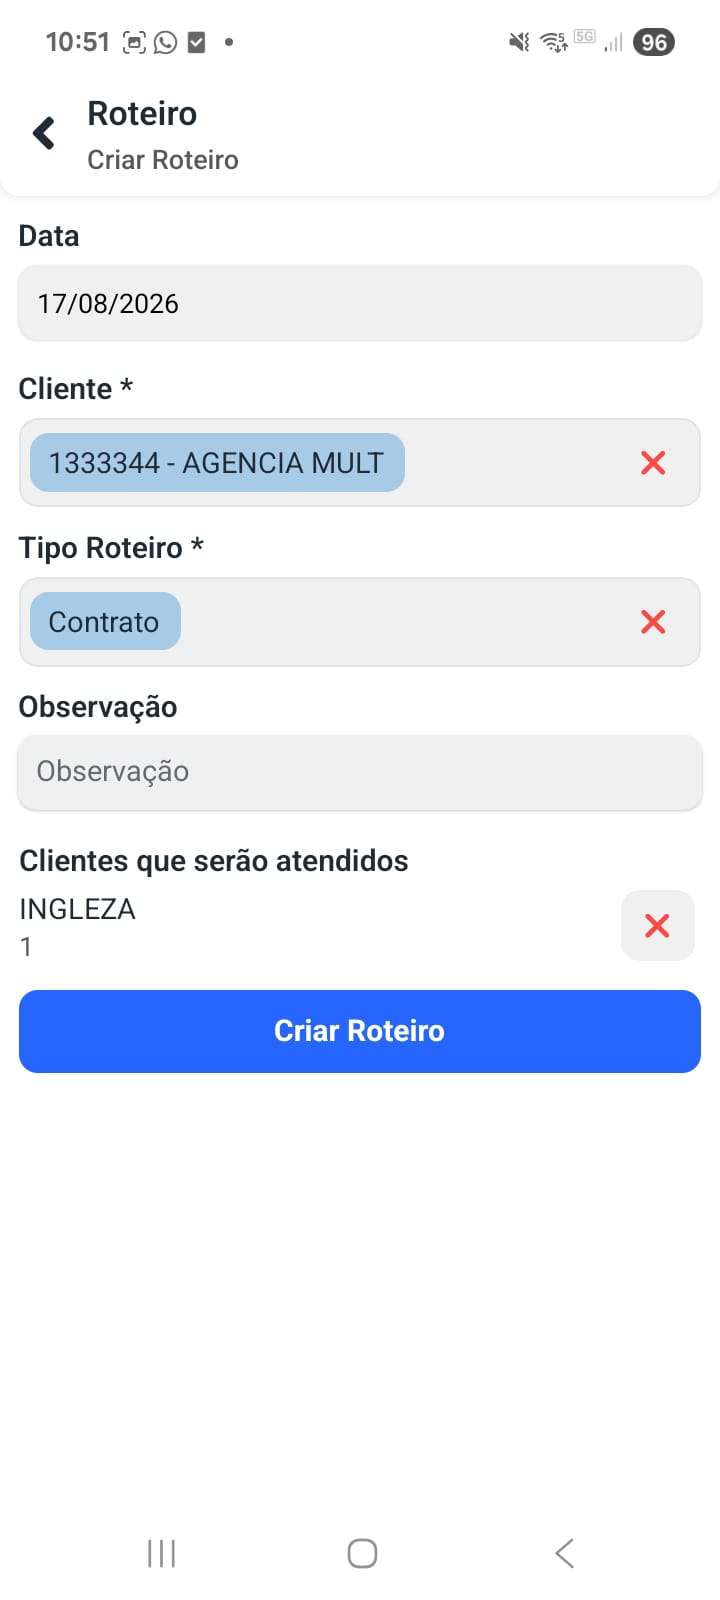 10:51
5G
96
Roteiro
Criar Roteiro
Data
17/08/2026
Cliente *
1333344 - AGENCIA MULT
Tipo Roteiro *
Contrato
Observação
Observação
Clientes que serão atendidos
INGLEZA
1
Criar Roteiro